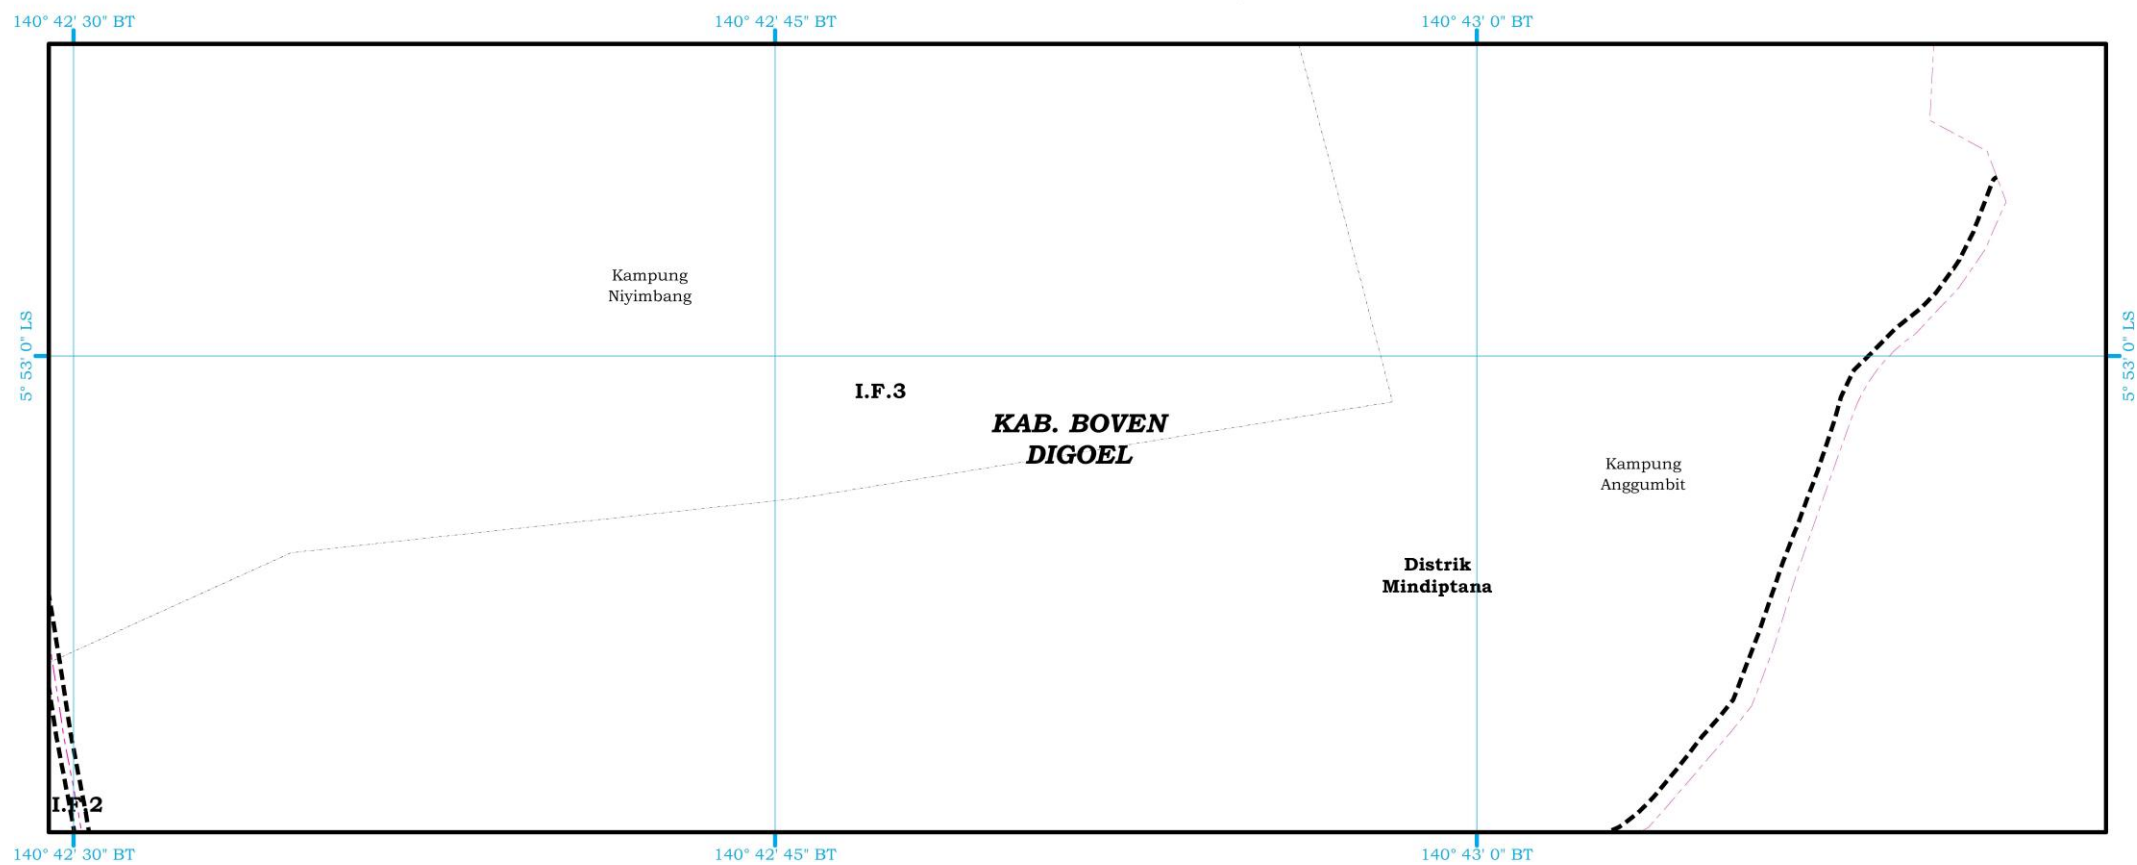 140° 42' 30" BT
140° 42' 45" BT
140° 43' 0" BT
5° 53' 0" LS
5° 53' 0" LS
Kampung
Niyimbang
I.F.3
KAB. BOVEN
DIGOEL
Kampung
Anggumbit
Distrik
Mindiptana
I.F.2
140° 42' 30" BT
140° 42' 45" BT
140° 43' 0" BT